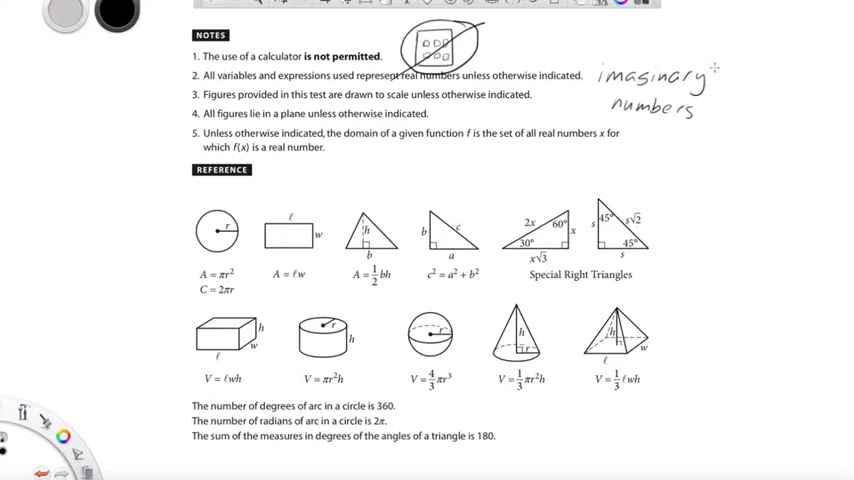 NOTES
1. The use of a calculator is not permitted.
2. All variables and expressions used represent real numbers unless otherwise indicated.
imaginary
numbers
3. Figures provided in this test are drawn to scale unless otherwise indicated.
4. All figures lie in a plane unless otherwise indicated.
5. Unless otherwise indicated, the domain of a given function f is the set of all real numbers x for
which f(x) is a real number.
REFERENCE
r
ℓ
w
h
b
b
c
a
2x
60°
30°
x
x√3
s
45°
s√2
45°
s
A = πr²
C = 2πr
A = ℓw
A = 1/2 bh
c² = a² + b²
Special Right Triangles
h
w
ℓ
r
h
r
h
r
h
w
ℓ
V = ℓwh
V = πr²h
V = 4/3 πr³
V = 1/3 πr²h
V = 1/3 ℓwh
The number of degrees of arc in a circle is 360.
The number of radians of arc in a circle is 2π.
The sum of the measures in degrees of the angles of a triangle is 180.